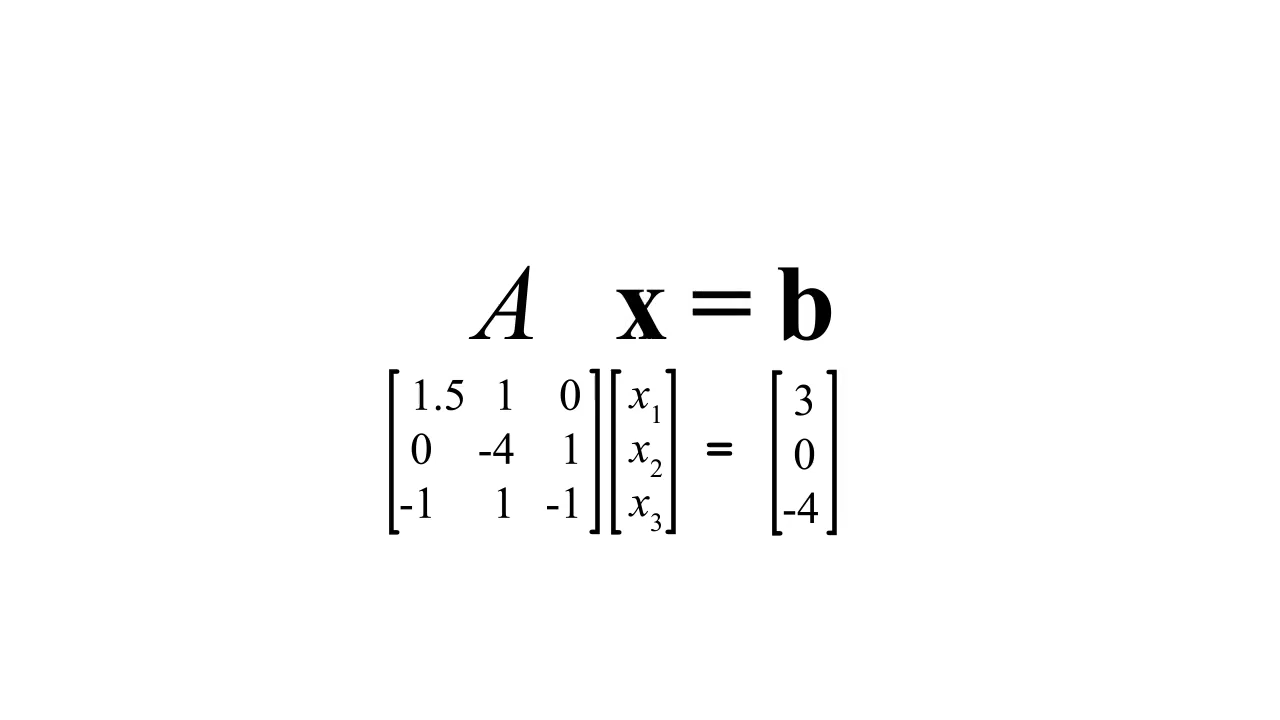 A x = b
1.5 1 0 x1 3
0 -4 1 x2 = 0
-1 1 -1 x3 -4